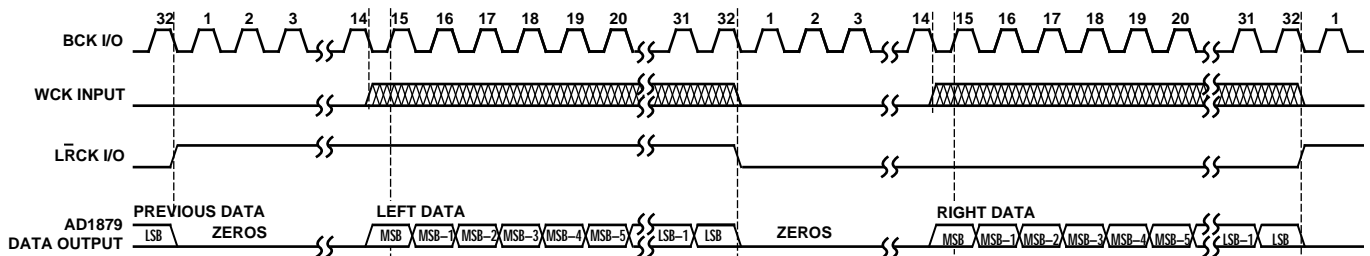 32 1 2 3 14 15 16 17 18 19 20 31 32 1 2 3 14 15 16 17 18 19 20 31 32 1
BCK I/O
WCK INPUT
LR̄CK I/O
PREVIOUS DATA LEFT DATA RIGHT DATA
AD1879
DATA OUTPUT
LSB ZEROS MSB MSB–1 MSB–2 MSB–3 MSB–4 MSB–5 LSB–1 LSB ZEROS MSB MSB–1 MSB–2 MSB–3 MSB–4 MSB–5 LSB–1 LSB